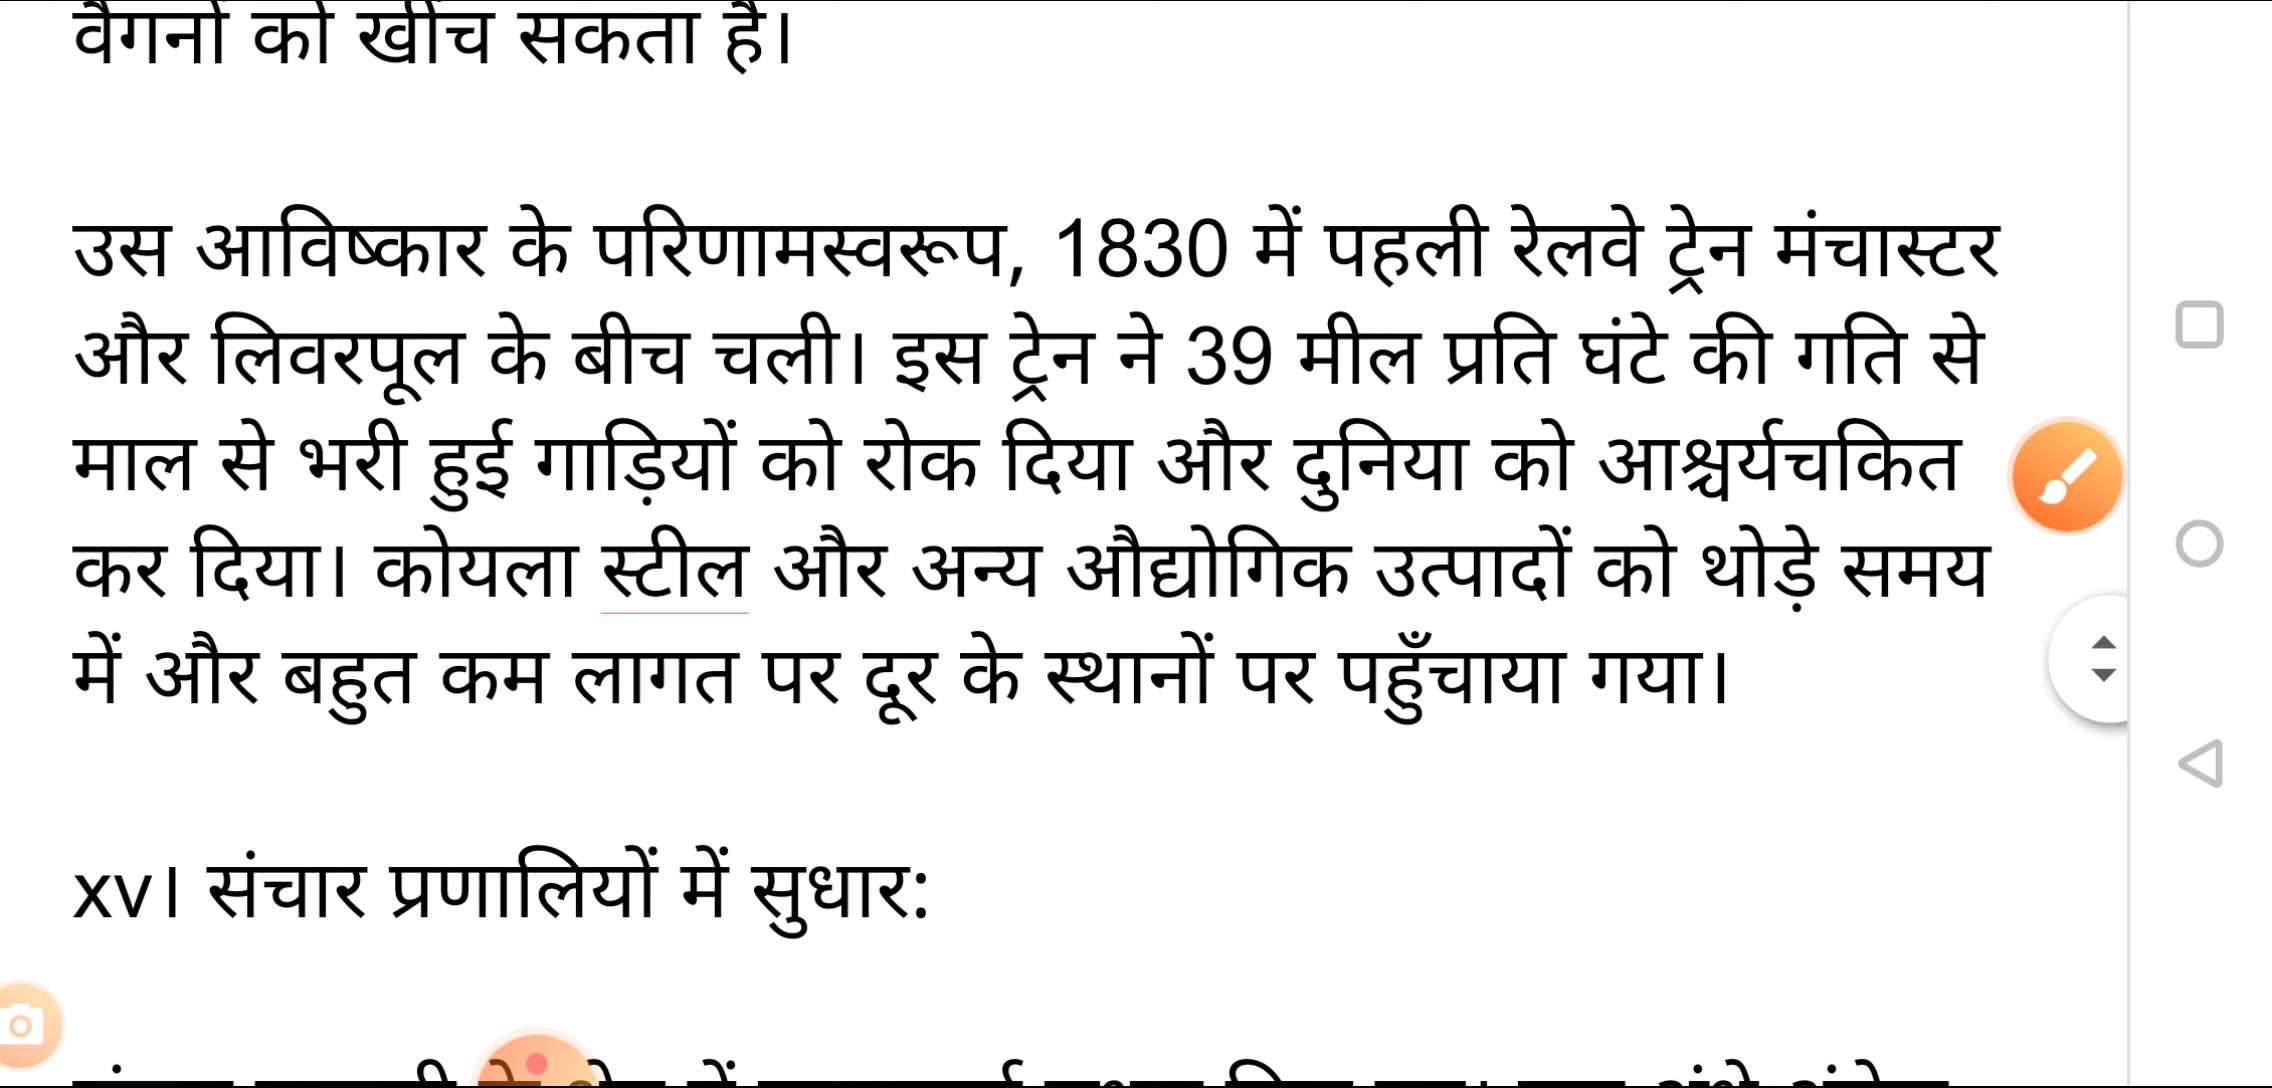 वैगनों को खींच सकता है।
उस आविष्कार के परिणामस्वरूप, 1830 में पहली रेलवे ट्रेन मंचास्टर
और लिवरपूल के बीच चली। इस ट्रेन ने 39 मील प्रति घंटे की गति से
माल से भरी हुई गाड़ियों को रोक दिया और दुनिया को आश्चर्यचकित
कर दिया। कोयला स्टील और अन्य औद्योगिक उत्पादों को थोड़े समय
में और बहुत कम लागत पर दूर के स्थानों पर पहुँचाया गया।
xv। संचार प्रणालियों में सुधार: